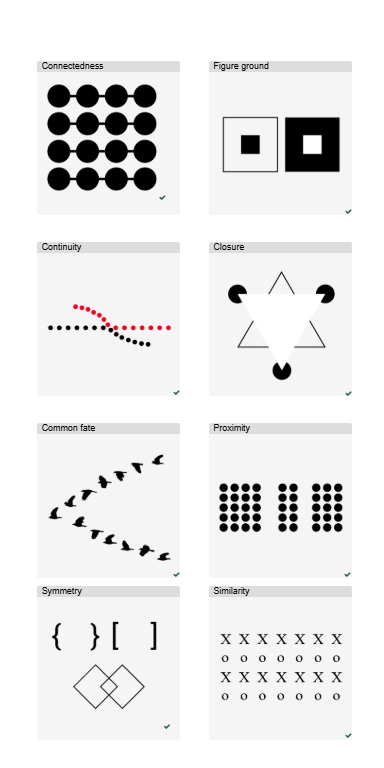 Connectedness
Figure ground
Continuity
Closure
Common fate
Proximity
Symmetry
Similarity
{ } [ ]
X X X X X X X
o o o o o o o
X X X X X X X
o o o o o o o